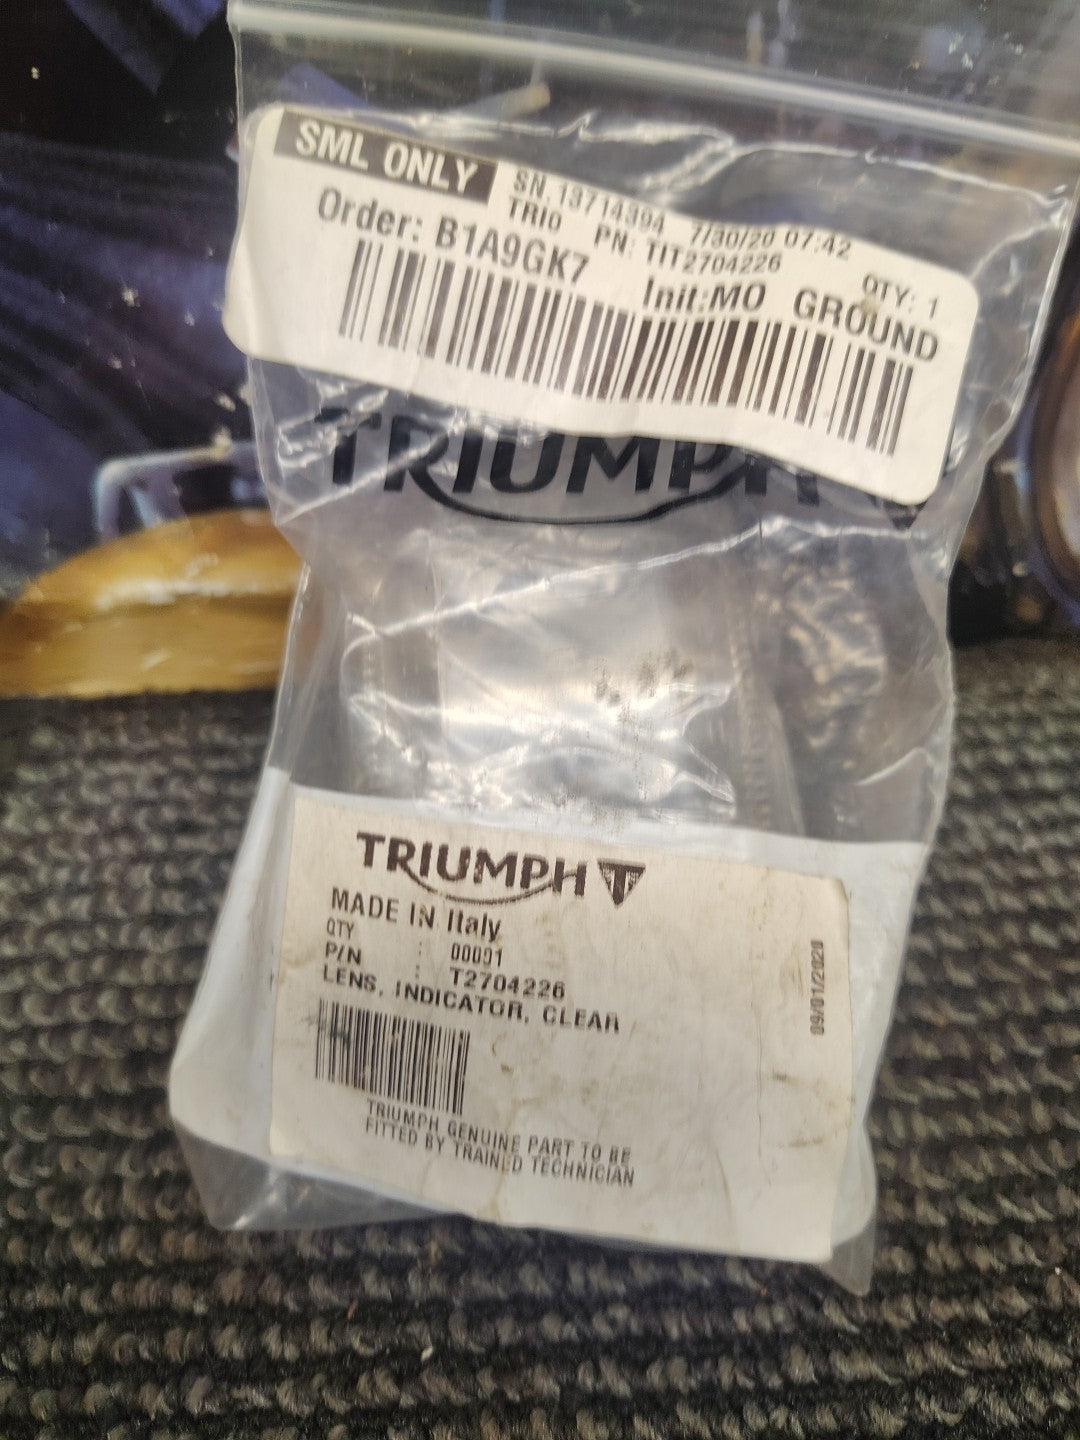 SML ONLY
SN.13714394 7/30/20 07:42
TRIo PN: TIT2704226 QTY: 1
Order: B1A9GK7 Init:MO GROUND
TRIUMPH
TRIUMPH
MADE IN Italy
QTY : 00001
P/N : T2704226
LENS, INDICATOR, CLEAR
09/01/2020
TRIUMPH GENUINE PART TO BE
FITTED BY TRAINED TECHNICIAN